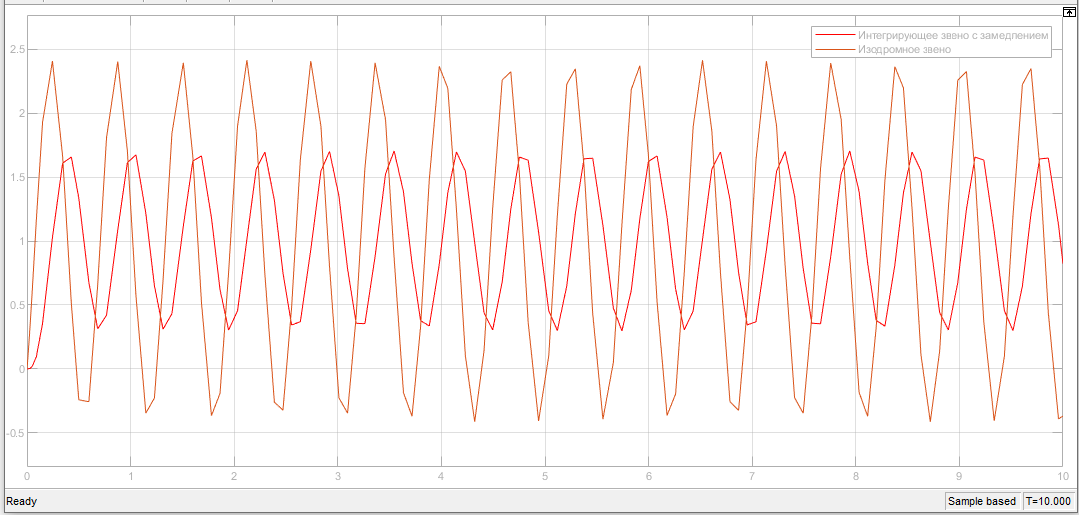 Интегрирующее звено с замедлением
Изодромное звено
2.5
2
1.5
1
0.5
0
-0.5
0 1 2 3 4 5 6 7 8 9 10
Ready Sample based T=10.000